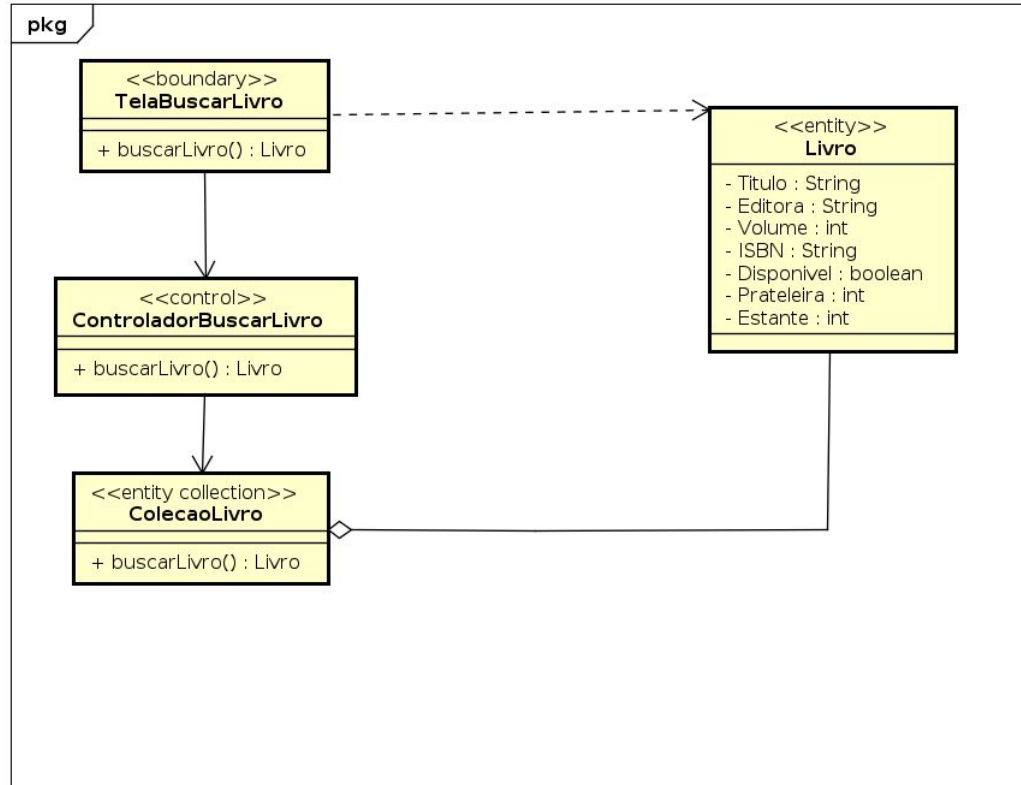 pkg
<<boundary>>
TelaBuscarLivro
+ buscarLivro() : Livro
<<control>>
ControladorBuscarLivro
+ buscarLivro() : Livro
<<entity collection>>
ColecaoLivro
+ buscarLivro() : Livro
<<entity>>
Livro
- Titulo : String
- Editora : String
- Volume : int
- ISBN : String
- Disponivel : boolean
- Prateleira : int
- Estante : int